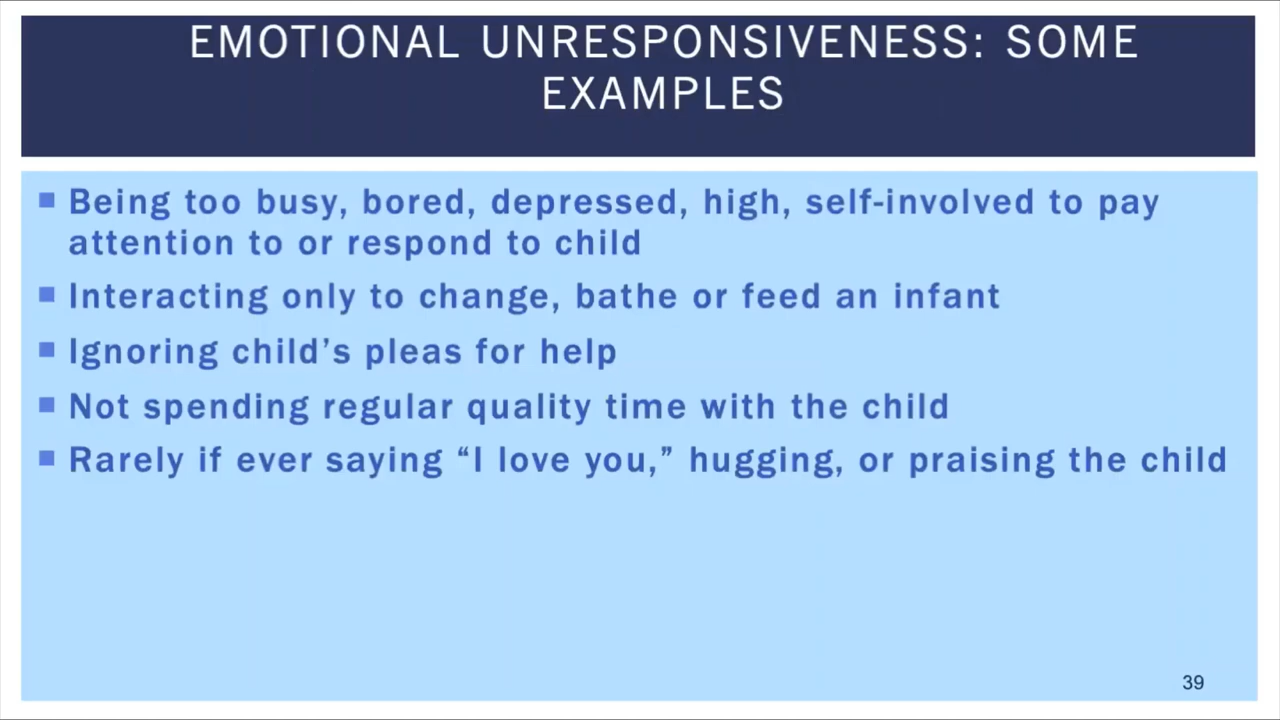 EMOTIONAL UNRESPONSIVENESS: SOME
EXAMPLES
Being too busy, bored, depressed, high, self-involved to pay
attention to or respond to child
Interacting only to change, bathe or feed an infant
Ignoring child’s pleas for help
Not spending regular quality time with the child
Rarely if ever saying “I love you,” hugging, or praising the child
39